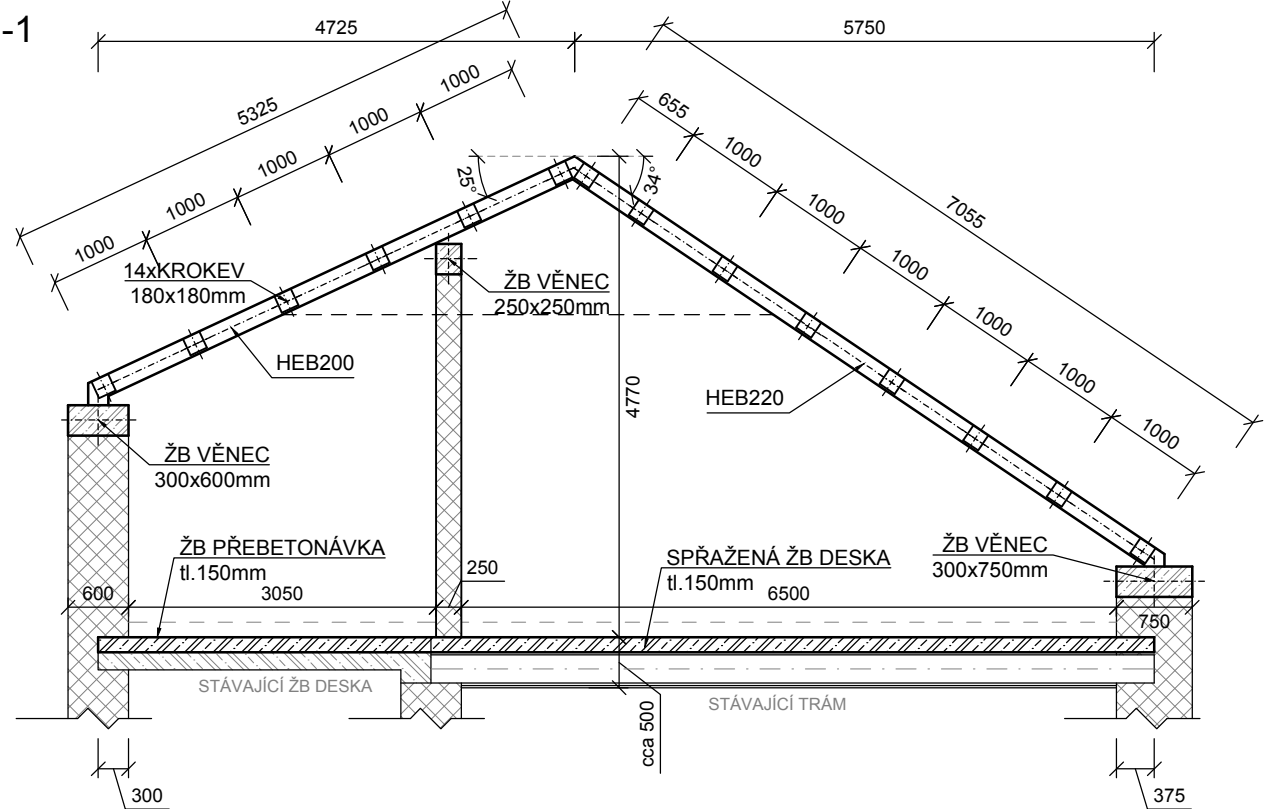 -1
4725
5750
5325
1000
1000
1000
1000
1000
655
1000
1000
1000
1000
1000
1000
7055
25°
34°
14xKROKEV
180x180mm
ŽB VĚNEC
250x250mm
HEB200
HEB220
4770
ŽB VĚNEC
300x600mm
ŽB PŘEBETONÁVKA
tl.150mm
SPŘAŽENÁ ŽB DESKA
tl.150mm
ŽB VĚNEC
300x750mm
600
3050
250
6500
750
STÁVAJÍCÍ ŽB DESKA
STÁVAJÍCÍ TRÁM
cca 500
300
375